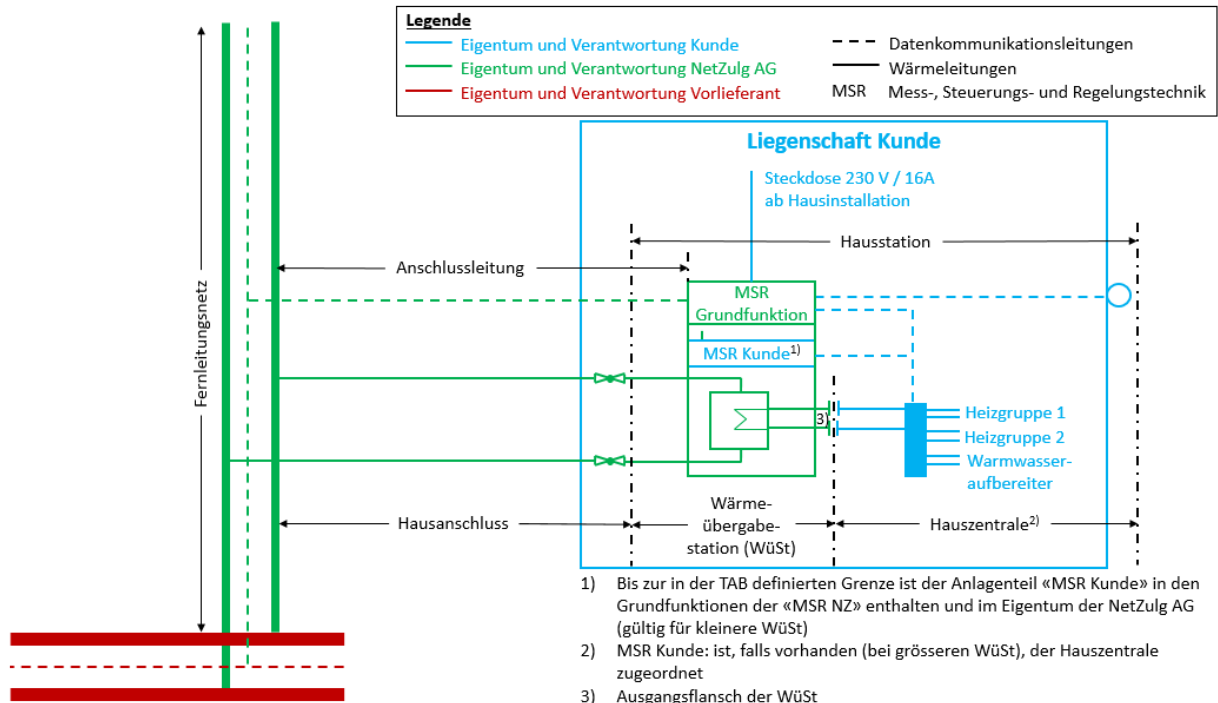 Legende
Eigentum und Verantwortung Kunde
Eigentum und Verantwortung NetZulg AG
Eigentum und Verantwortung Vorlieferant
Datenkommunikationsleitungen
Wärmeleitungen
MSR Mess-, Steuerungs- und Regelungstechnik
Liegenschaft Kunde
Steckdose 230 V / 16A
ab Hausinstallation
Hausstation
Anschlussleitung
MSR
Grundfunktion
MSR Kunde1)
Fernleitungsnetz
3)
Heizgruppe 1
Heizgruppe 2
Warmwasser-
aufbereiter
Hausanschluss
Wärme-
übergabe-
station (WüSt)
Hauszentrale2)
1) Bis zur in der TAB definierten Grenze ist der Anlagenteil «MSR Kunde» in den
Grundfunktionen der «MSR NZ» enthalten und im Eigentum der NetZulg AG
(gültig für kleinere WüSt)
2) MSR Kunde: ist, falls vorhanden (bei grösseren WüSt), der Hauszentrale
zugeordnet
3) Ausgangsflansch der WüSt